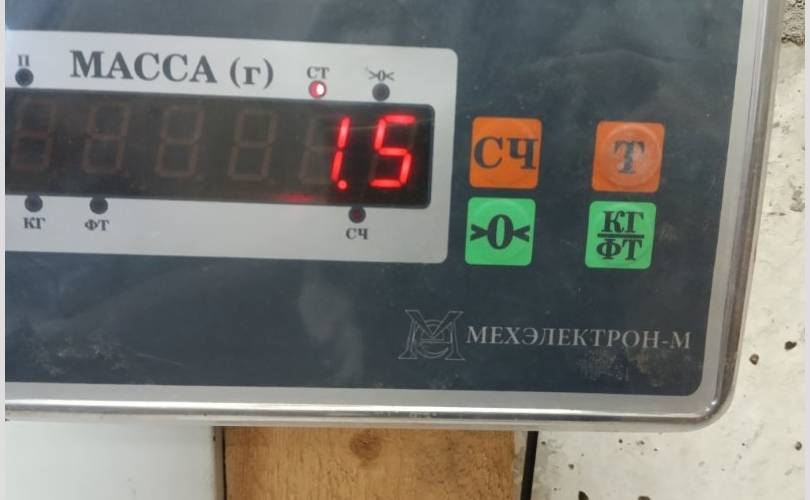 П
МАССА (г)
СТ
>0<
1.5
КГ
ФТ
СЧ
СЧ
Т
>0<
КГ
ФТ
МЕХЭЛЕКТРОН-М